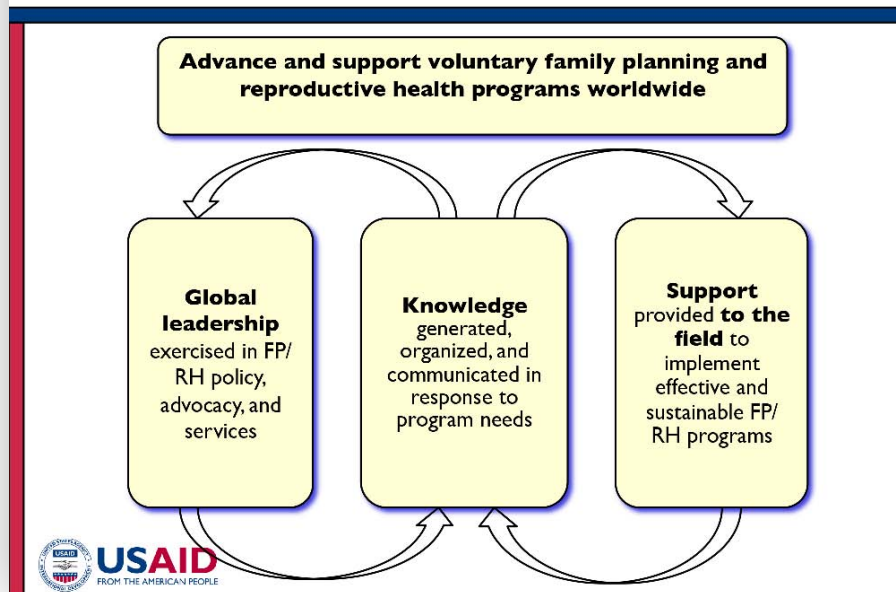 Advance and support voluntary family planning and
reproductive health programs worldwide
Global
leadership
exercised in FP/
RH policy,
advocacy, and
services
Knowledge
generated,
organized, and
communicated in
response to
program needs
Support
provided to the
field to
implement
effective and
sustainable FP/
RH programs
USAID
USAID
FROM THE AMERICAN PEOPLE